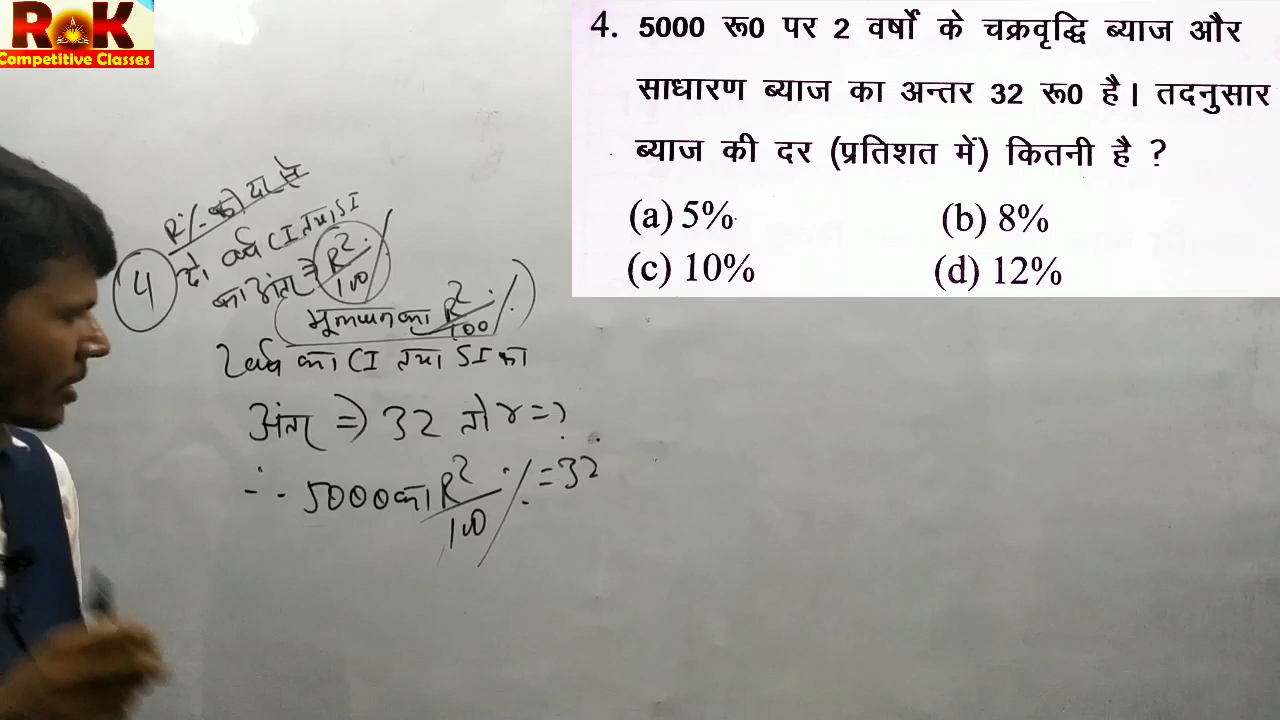 ROK
Competitive Classes
4. 5000 रू0 पर 2 वर्षों के चक्रवृद्धि ब्याज और
साधारण ब्याज का अन्तर 32 रू0 है। तदनुसार
ब्याज की दर (प्रतिशत में) कितनी है ?
(a) 5% (b) 8%
(c) 10% (d) 12%
R% की दर से
4 दो वर्ष CI तथा SI
का अंतर = R²/100 %
(मूलधन का R²/100 %)
2 वर्ष का CI तथा SI का
अंतर ⇒ 32 तो r = ?
∴ 5000 का R²/100 % = 32